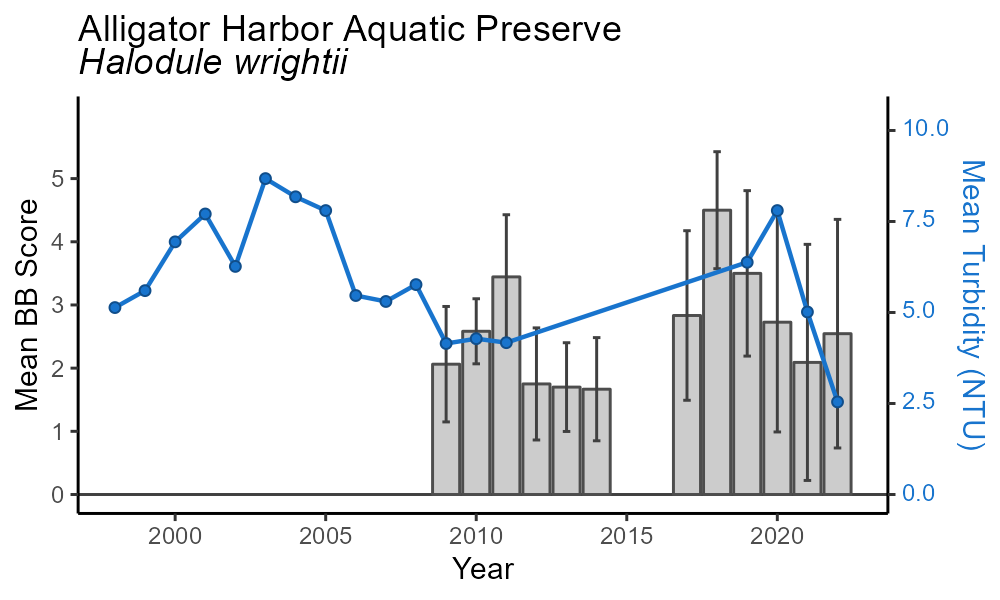 Alligator Harbor Aquatic Preserve
Halodule wrightii
Mean BB Score
5
4
3
2
1
0
10.0
7.5
5.0
2.5
0.0
Mean Turbidity (NTU)
2000 2005 2010 2015 2020
Year